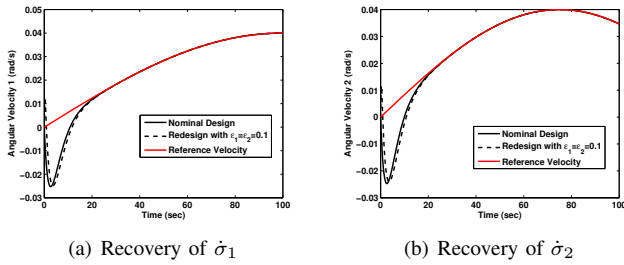 Angular Velocity 1 (rad/s)
0.05
0.04
0.03
0.02
0.01
0
-0.01
-0.02
-0.03
0
20
40
60
80
100
Time (sec)
Nominal Design
Redesign with ε1=ε2=0.1
Reference Velocity
(a) Recovery of σ̇1
Angular Velocity 2 (rad/s)
0.04
0.03
0.02
0.01
0
-0.01
-0.02
-0.03
-0.04
0
20
40
60
80
100
Time (sec)
Nominal Design
Redesign with ε1=ε2=0.1
Reference Velocity
(b) Recovery of σ̇2